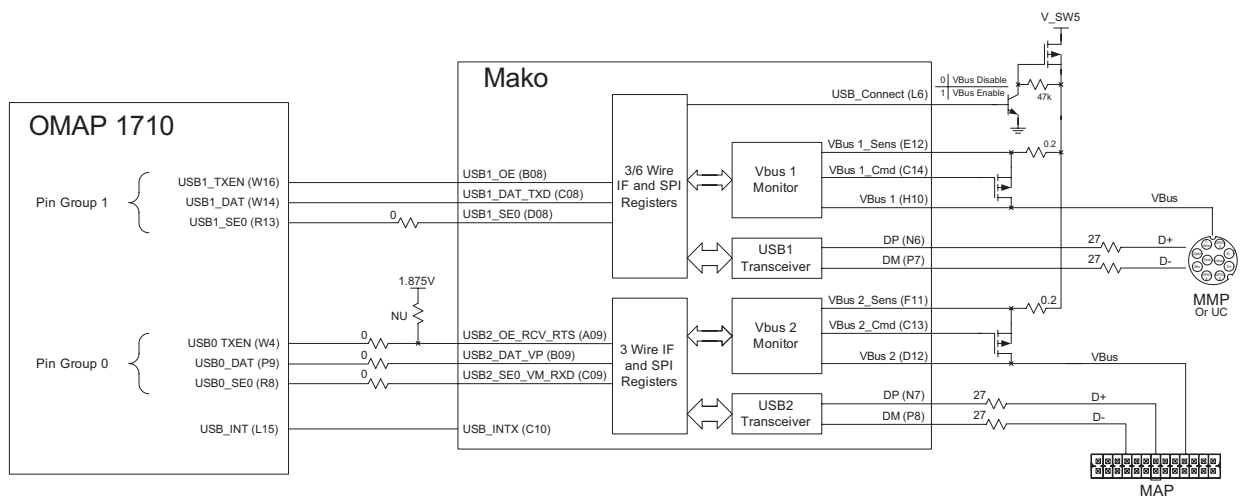 V_SW5
Mako
0 | VBus Disable
1 | VBus Enable
47k
USB_Connect (L6)
OMAP 1710
Pin Group 1
USB1_TXEN (W16)
USB1_DAT (W14)
USB1_SE0 (R13)
0
USB1_OE (B08)
USB1_DAT_TXD (C08)
USB1_SE0 (D08)
3/6 Wire
IF and SPI
Registers
Vbus 1
Monitor
VBus 1_Sens (E12)
VBus 1_Cmd (C14)
VBus 1 (H10)
0.2
VBus
USB1
Transceiver
DP (N6)
DM (P7)
27
27
D+
D-
MMP
Or UC
1.875V
NU
Pin Group 0
USB0 TXEN (W4)
USB0_DAT (P9)
USB0_SE0 (R8)
0
0
0
USB2_OE_RCV_RTS (A09)
USB2_DAT_VP (B09)
USB2_SE0_VM_RXD (C09)
3 Wire IF
and SPI
Registers
Vbus 2
Monitor
VBus 2_Sens (F11)
VBus 2_Cmd (C13)
VBus 2 (D12)
0.2
VBus
USB2
Transceiver
DP (N7)
DM (P8)
27
27
D+
D-
USB_INT (L15)
USB_INTX (C10)
MAP